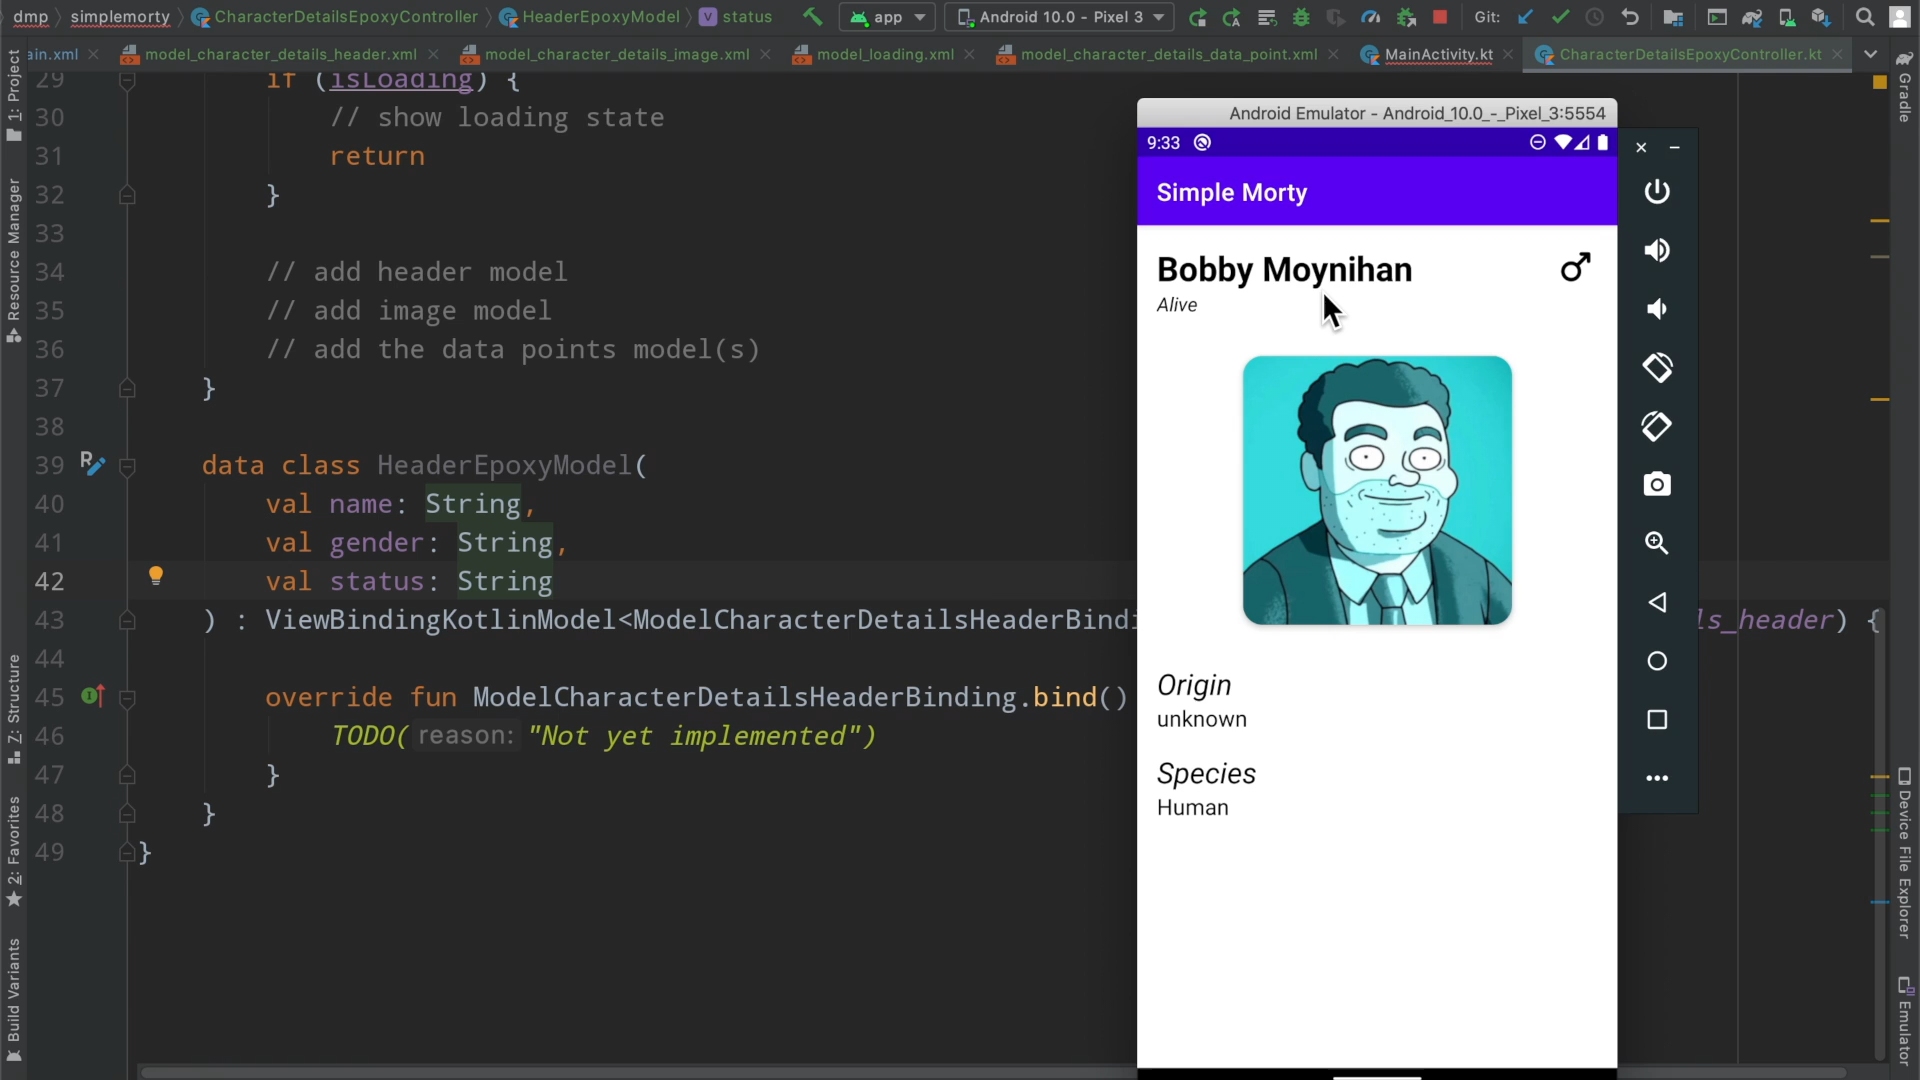 dmp
simplemorty
CharacterDetailsEpoxyController
HeaderEpoxyModel
status
app
Android 10.0 - Pixel 3
Git:
ain.xml
model_character_details_header.xml
model_character_details_image.xml
model_loading.xml
model_character_details_data_point.xml
MainActivity.kt
CharacterDetailsEpoxyController.kt
1: Project
Resource Manager
7: Structure
2: Favorites
Build Variants
29 if (isLoading) {
30 // show loading state
31 return
32 }
33
34 // add header model
35 // add image model
36 // add the data points model(s)
37 }
38
39 data class HeaderEpoxyModel(
40 val name: String,
41 val gender: String,
42 val status: String
43 ) : ViewBindingKotlinModel<ModelCharacterDetailsHeaderBindi ls_header) {
44
45 override fun ModelCharacterDetailsHeaderBinding.bind()
46 TODO( reason: "Not yet implemented")
47 }
48 }
49 }
Android Emulator - Android_10.0_-_Pixel_3:5554
9:33
Simple Morty
Bobby Moynihan
Alive
Origin
unknown
Species
Human
Gradle
Device File Explorer
Emulator